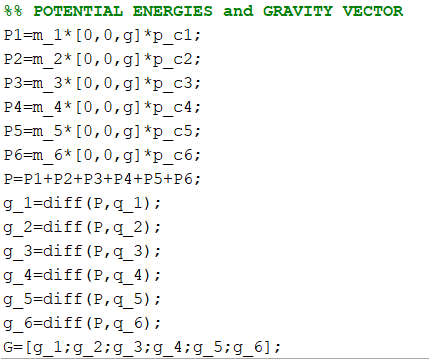 %% POTENTIAL ENERGIES and GRAVITY VECTOR
P1=m_1*[0,0,g]*p_c1;
P2=m_2*[0,0,g]*p_c2;
P3=m_3*[0,0,g]*p_c3;
P4=m_4*[0,0,g]*p_c4;
P5=m_5*[0,0,g]*p_c5;
P6=m_6*[0,0,g]*p_c6;
P=P1+P2+P3+P4+P5+P6;
g_1=diff(P,q_1);
g_2=diff(P,q_2);
g_3=diff(P,q_3);
g_4=diff(P,q_4);
g_5=diff(P,q_5);
g_6=diff(P,q_6);
G=[g_1;g_2;g_3;g_4;g_5;g_6];